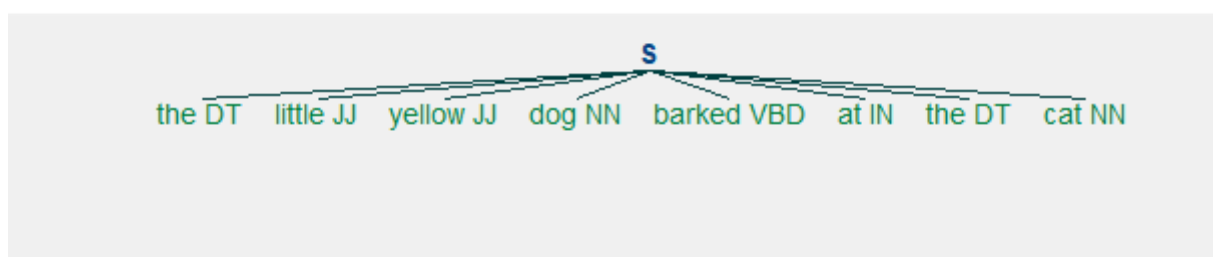 S
the DT little JJ yellow JJ dog NN barked VBD at IN the DT cat NN